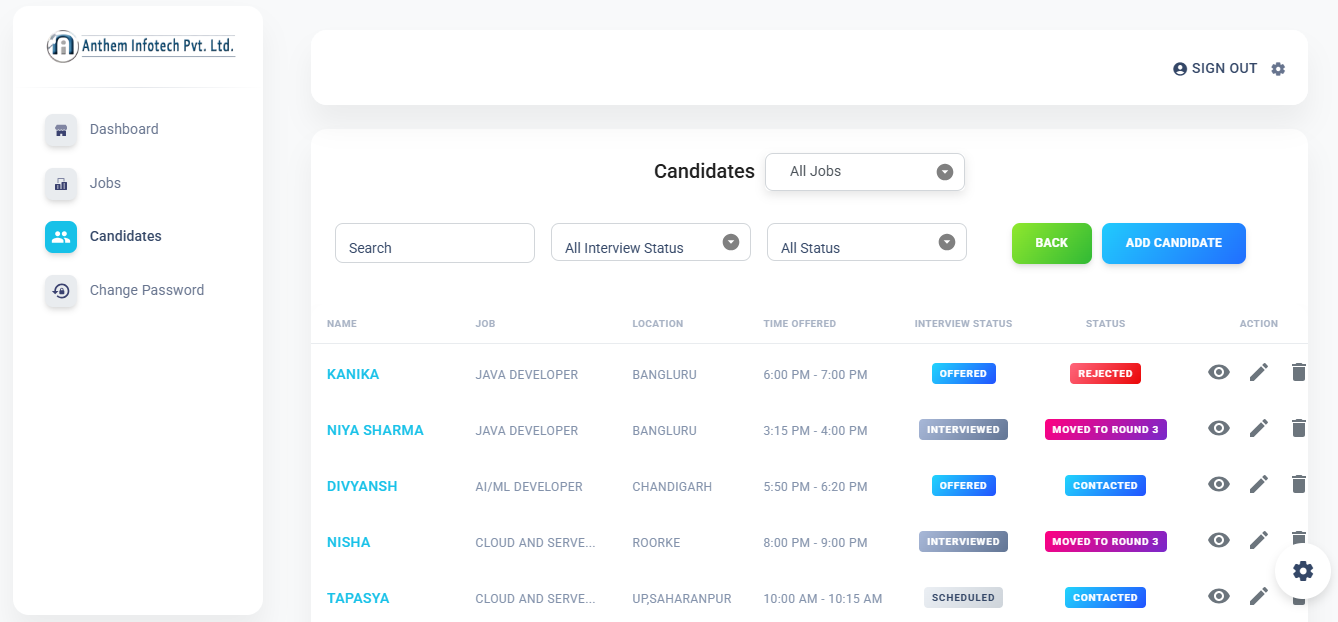 Anthem Infotech Pvt. Ltd.
SIGN OUT
Dashboard
Jobs
Candidates
Change Password
Candidates All Jobs
Search All Interview Status All Status BACK ADD CANDIDATE
NAME JOB LOCATION TIME OFFERED INTERVIEW STATUS STATUS ACTION
KANIKA JAVA DEVELOPER BANGLURU 6:00 PM - 7:00 PM OFFERED REJECTED
NIYA SHARMA JAVA DEVELOPER BANGLURU 3:15 PM - 4:00 PM INTERVIEWED MOVED TO ROUND 3
DIVYANSH AI/ML DEVELOPER CHANDIGARH 5:50 PM - 6:20 PM OFFERED CONTACTED
NISHA CLOUD AND SERVE... ROORKE 8:00 PM - 9:00 PM INTERVIEWED MOVED TO ROUND 3
TAPASYA CLOUD AND SERVE... UP,SAHARANPUR 10:00 AM - 10:15 AM SCHEDULED CONTACTED